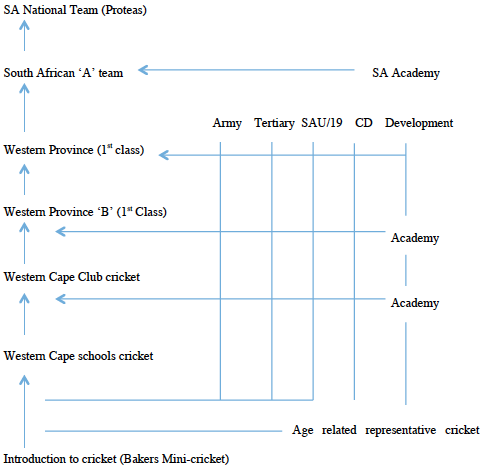 SA National Team (Proteas)
South African ‘A’ team SA Academy
Army Tertiary SAU/19 CD Development
Western Province (1st class)
Western Province ‘B’ (1st Class)
Academy
Western Cape Club cricket
Academy
Western Cape schools cricket
Age related representative cricket
Introduction to cricket (Bakers Mini-cricket)